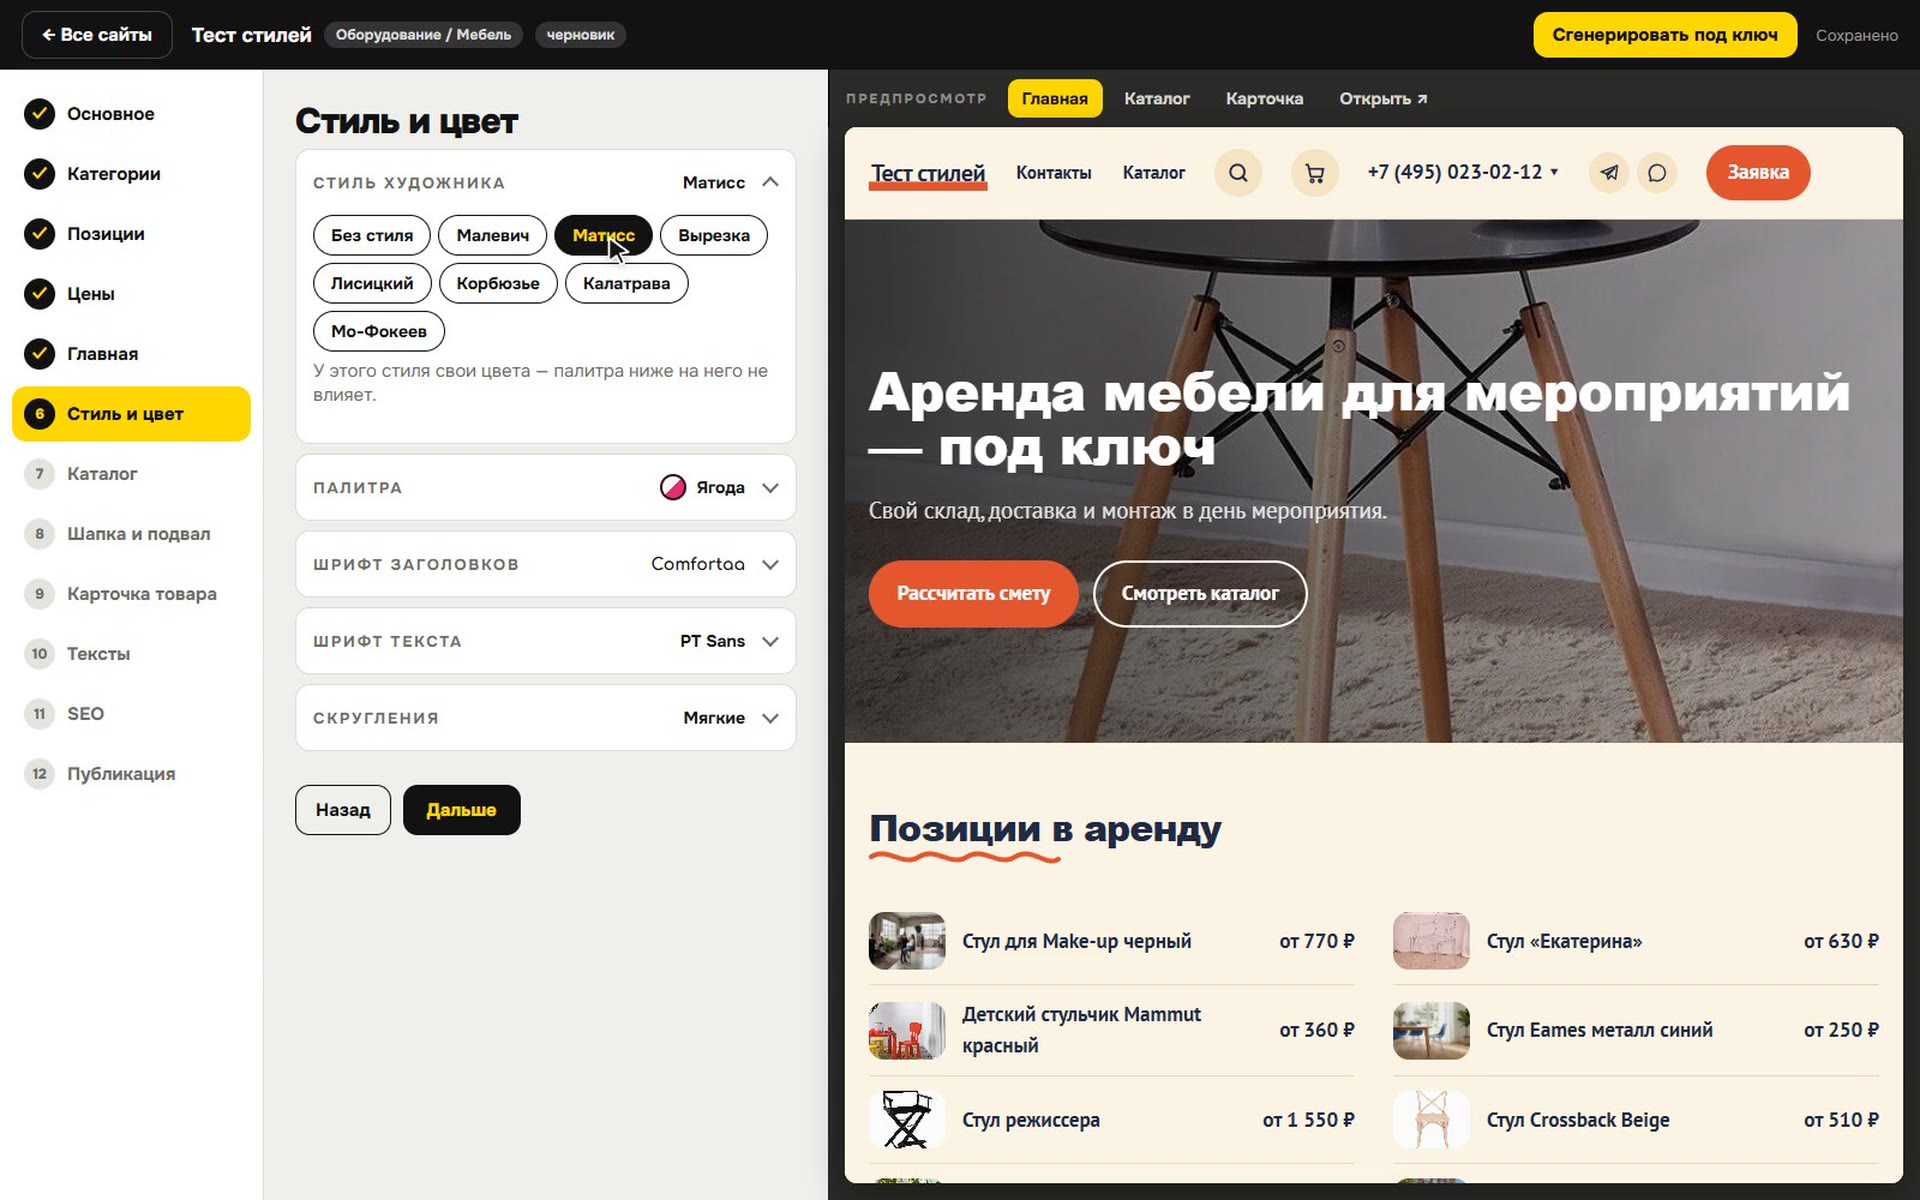 ← Все сайты
Тест стилей
Оборудование / Мебель
черновик
Сгенерировать под ключ
Сохранено
Основное
Категории
Позиции
Цены
Главная
6 Стиль и цвет
7 Каталог
8 Шапка и подвал
9 Карточка товара
10 Тексты
11 SEO
12 Публикация
Стиль и цвет
СТИЛЬ ХУДОЖНИКА
Матисс
Без стиля
Малевич
Матисс
Вырезка
Лисицкий
Корбюзье
Калатрава
Мо-Фокеев
У этого стиля свои цвета — палитра ниже на него не
влияет.
ПАЛИТРА
Ягода
ШРИФТ ЗАГОЛОВКОВ
Comfortaa
ШРИФТ ТЕКСТА
PT Sans
СКРУГЛЕНИЯ
Мягкие
Назад
Дальше
ПРЕДПРОСМОТР
Главная
Каталог
Карточка
Открыть ↗
Тест стилей
Контакты
Каталог
+7 (495) 023-02-12 ▾
Заявка
Аренда мебели для мероприятий
— под ключ
Свой склад, доставка и монтаж в день мероприятия.
Рассчитать смету
Смотреть каталог
Позиции в аренду
Стул для Make-up черный
от 770 ₽
Стул «Екатерина»
от 630 ₽
Детский стульчик Mammut
красный
от 360 ₽
Стул Eames металл синий
от 250 ₽
Стул режиссера
от 1 550 ₽
Стул Crossback Beige
от 510 ₽